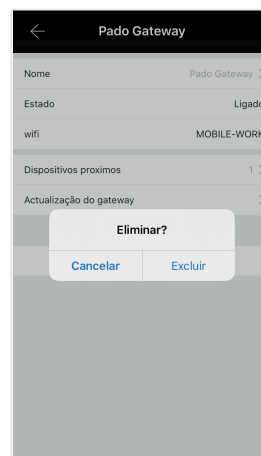 Pado Gateway
Nome Pado Gateway
Estado Ligado
wifi MOBILE-WORK
Dispositivos proximos 1
Actualização do gateway
Eliminar?
Cancelar Excluir